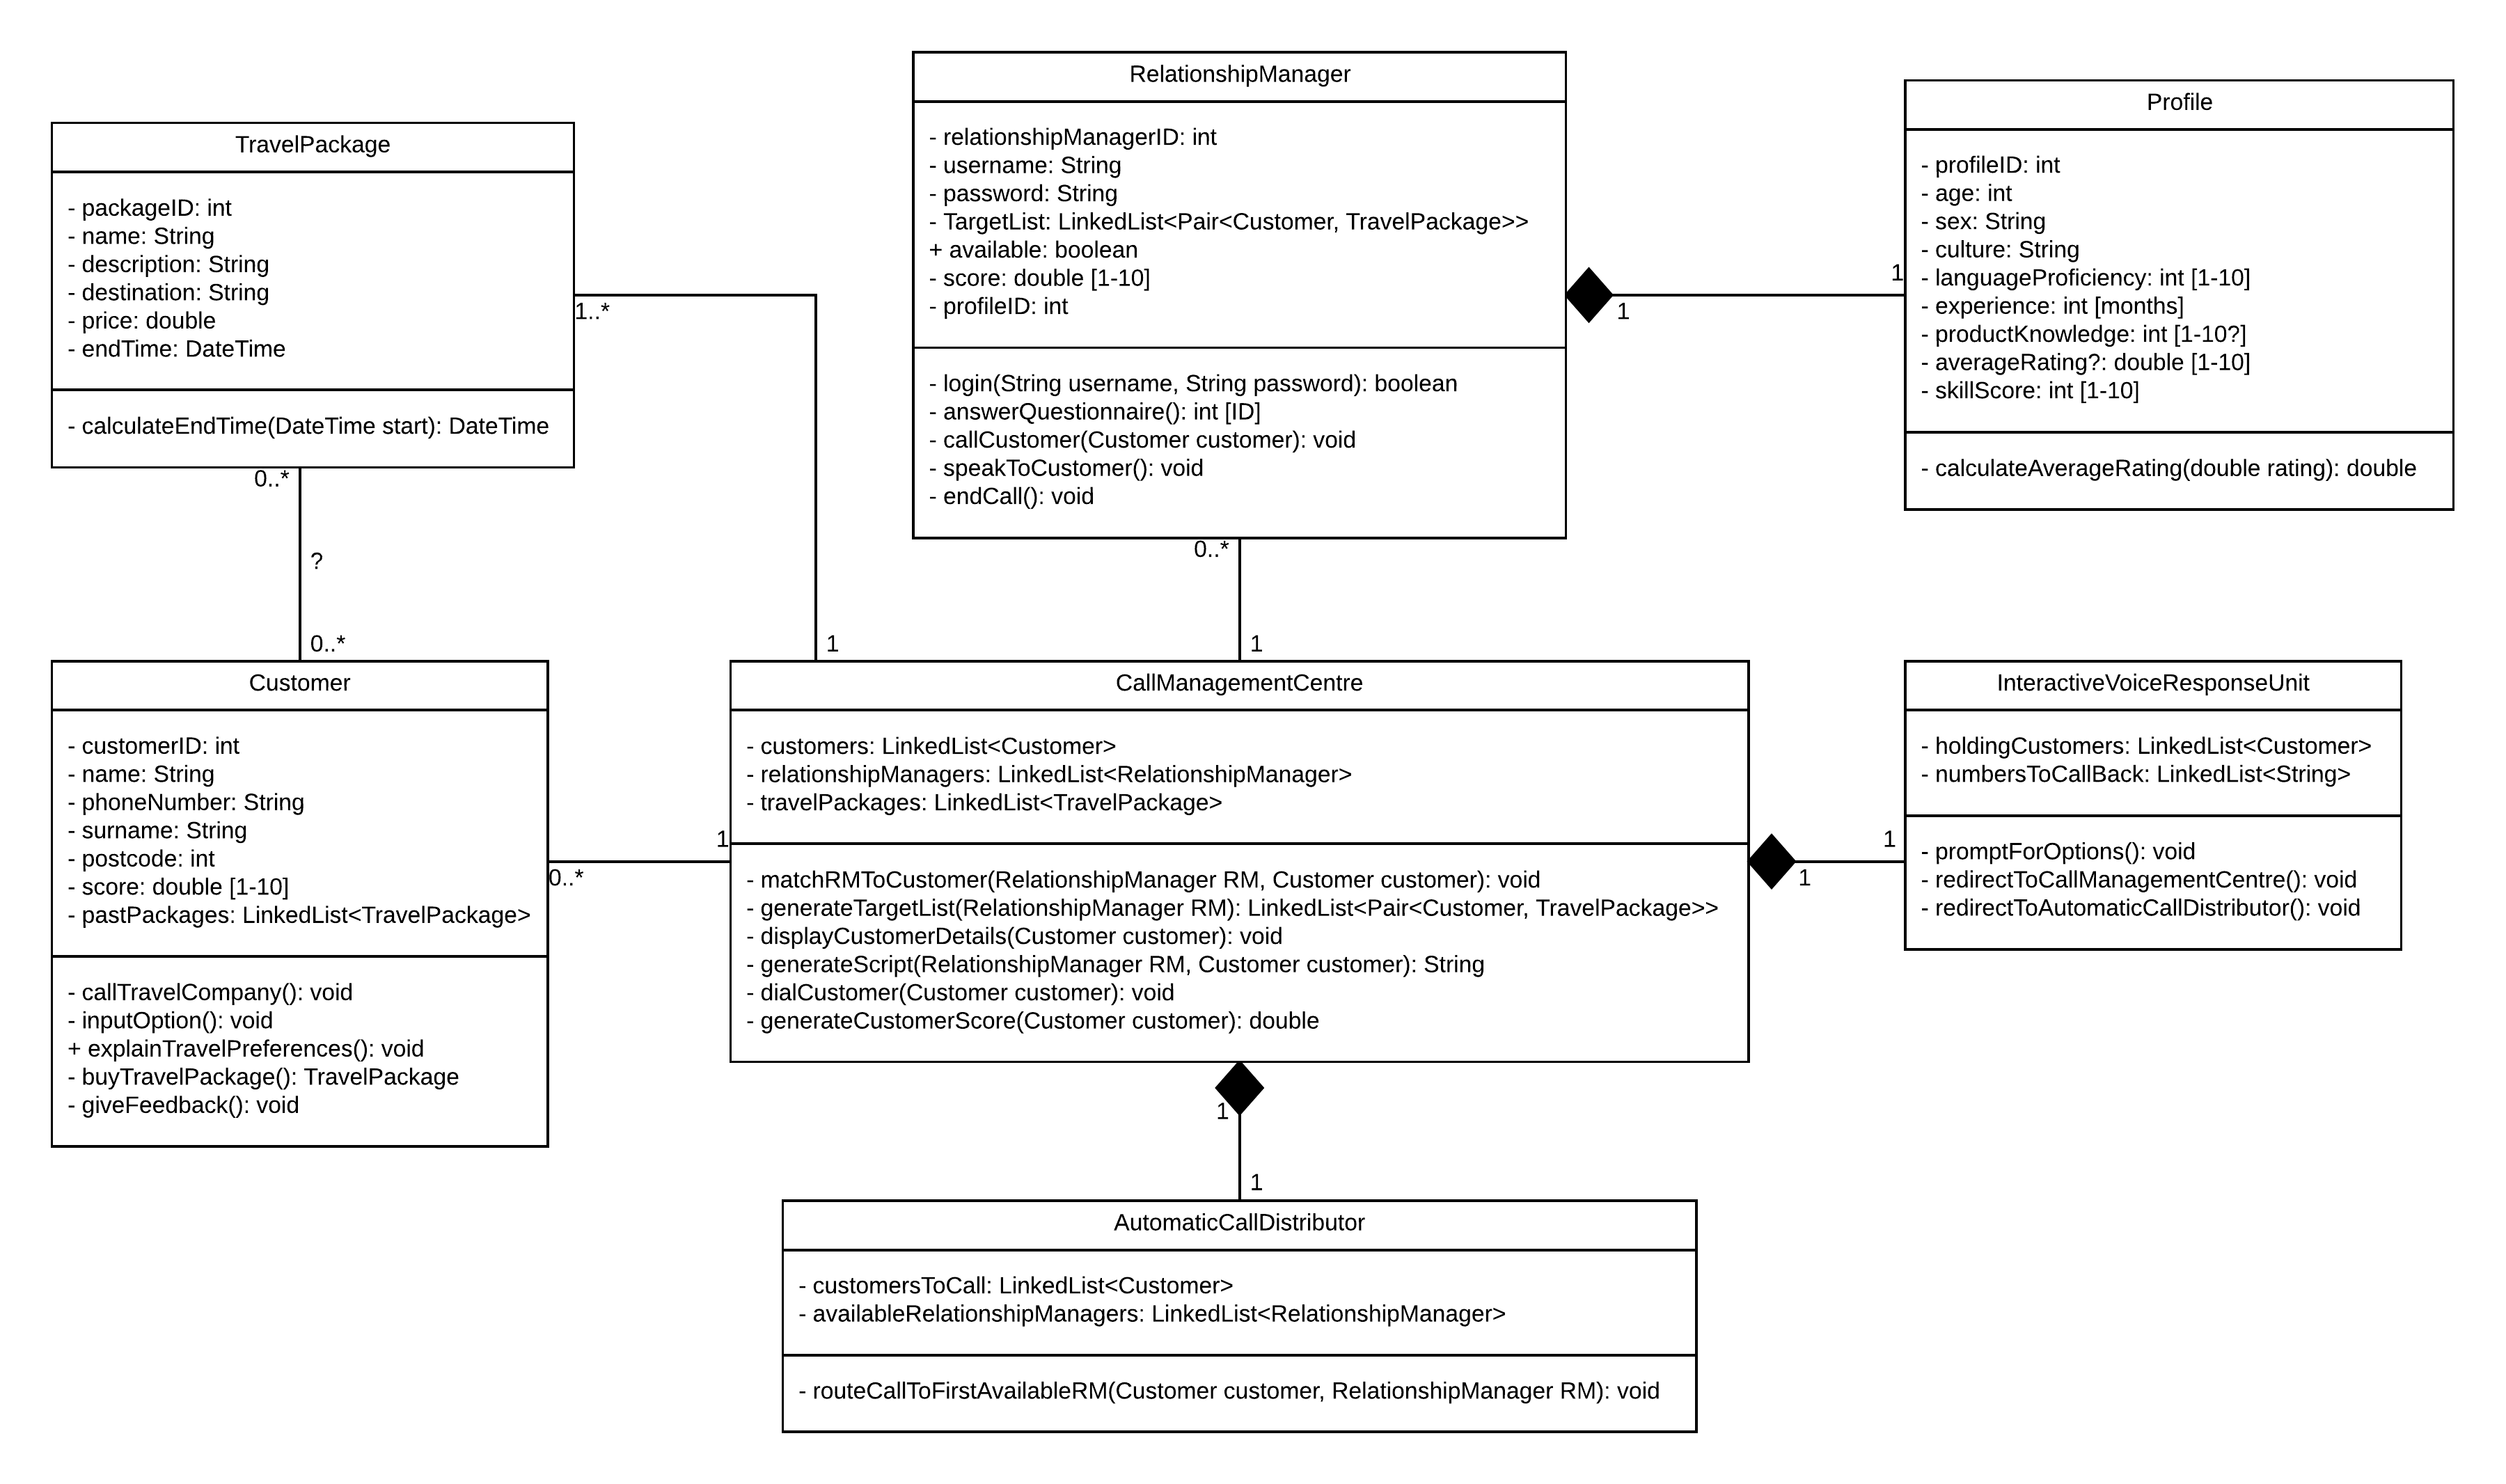 RelationshipManager
- relationshipManagerID: int
- username: String
- password: String
- TargetList: LinkedList<Pair<Customer, TravelPackage>>
+ available: boolean
- score: double [1-10]
- profileID: int
- login(String username, String password): boolean
- answerQuestionnaire(): int [ID]
- callCustomer(Customer customer): void
- speakToCustomer(): void
- endCall(): void
Profile
- profileID: int
- age: int
- sex: String
- culture: String
- languageProficiency: int [1-10]
- experience: int [months]
- productKnowledge: int [1-10?]
- averageRating?: double [1-10]
- skillScore: int [1-10]
- calculateAverageRating(double rating): double
1
1
TravelPackage
- packageID: int
- name: String
- description: String
- destination: String
- price: double
- endTime: DateTime
- calculateEndTime(DateTime start): DateTime
1..*
0..*
?
0..*
1
0..*
1
Customer
- customerID: int
- name: String
- phoneNumber: String
- surname: String
- postcode: int
- score: double [1-10]
- pastPackages: LinkedList<TravelPackage>
- callTravelCompany(): void
- inputOption(): void
+ explainTravelPreferences(): void
- buyTravelPackage(): TravelPackage
- giveFeedback(): void
1
0..*
CallManagementCentre
- customers: LinkedList<Customer>
- relationshipManagers: LinkedList<RelationshipManager>
- travelPackages: LinkedList<TravelPackage>
- matchRMToCustomer(RelationshipManager RM, Customer customer): void
- generateTargetList(RelationshipManager RM): LinkedList<Pair<Customer, TravelPackage>>
- displayCustomerDetails(Customer customer): void
- generateScript(RelationshipManager RM, Customer customer): String
- dialCustomer(Customer customer): void
- generateCustomerScore(Customer customer): double
1
1
InteractiveVoiceResponseUnit
- holdingCustomers: LinkedList<Customer>
- numbersToCallBack: LinkedList<String>
- promptForOptions(): void
- redirectToCallManagementCentre(): void
- redirectToAutomaticCallDistributor(): void
1
1
AutomaticCallDistributor
- customersToCall: LinkedList<Customer>
- availableRelationshipManagers: LinkedList<RelationshipManager>
- routeCallToFirstAvailableRM(Customer customer, RelationshipManager RM): void